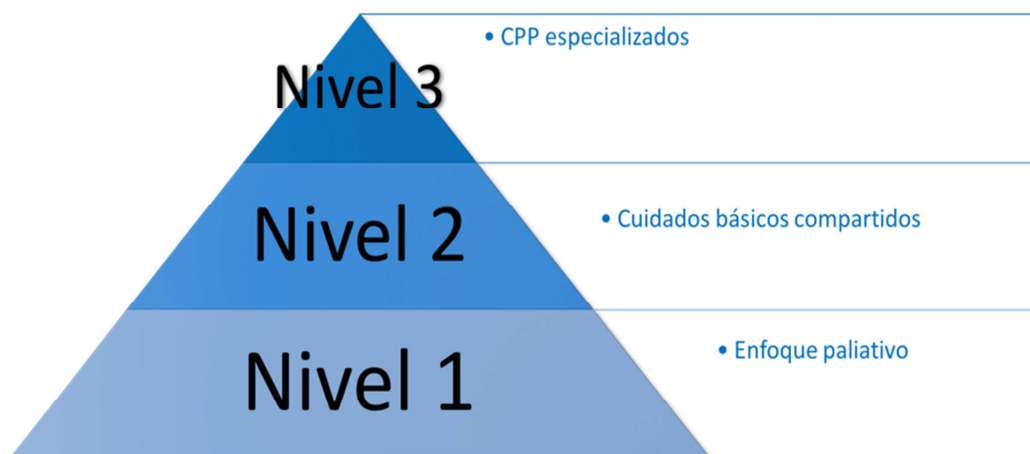 • CPP especializados
Nivel 3
Nivel 2
• Cuidados básicos compartidos
Nivel 1
• Enfoque paliativo